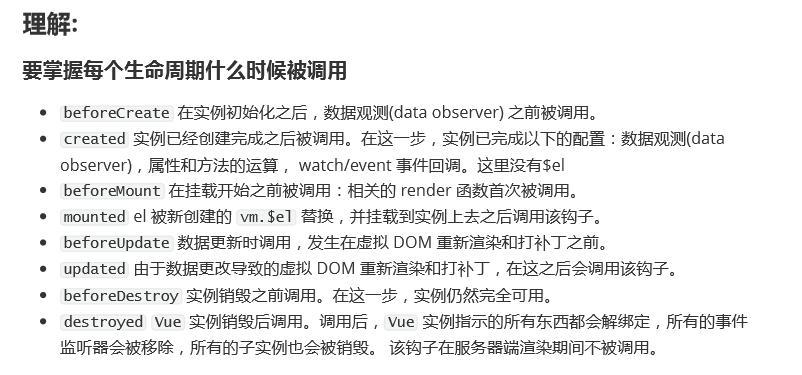 理解:
要掌握每个生命周期什么时候被调用
beforeCreate 在实例初始化之后，数据观测(data observer) 之前被调用。
created 实例已经创建完成之后被调用。在这一步，实例已完成以下的配置：数据观测(data
observer)，属性和方法的运算， watch/event 事件回调。这里没有$el
beforeMount 在挂载开始之前被调用：相关的 render 函数首次被调用。
mounted el 被新创建的 vm.$el 替换，并挂载到实例上去之后调用该钩子。
beforeUpdate 数据更新时调用，发生在虚拟 DOM 重新渲染和打补丁之前。
updated 由于数据更改导致的虚拟 DOM 重新渲染和打补丁，在这之后会调用该钩子。
beforeDestroy 实例销毁之前调用。在这一步，实例仍然完全可用。
destroyed Vue 实例销毁后调用。调用后，Vue 实例指示的所有东西都会解绑定，所有的事件
监听器会被移除，所有的子实例也会被销毁。 该钩子在服务器端渲染期间不被调用。